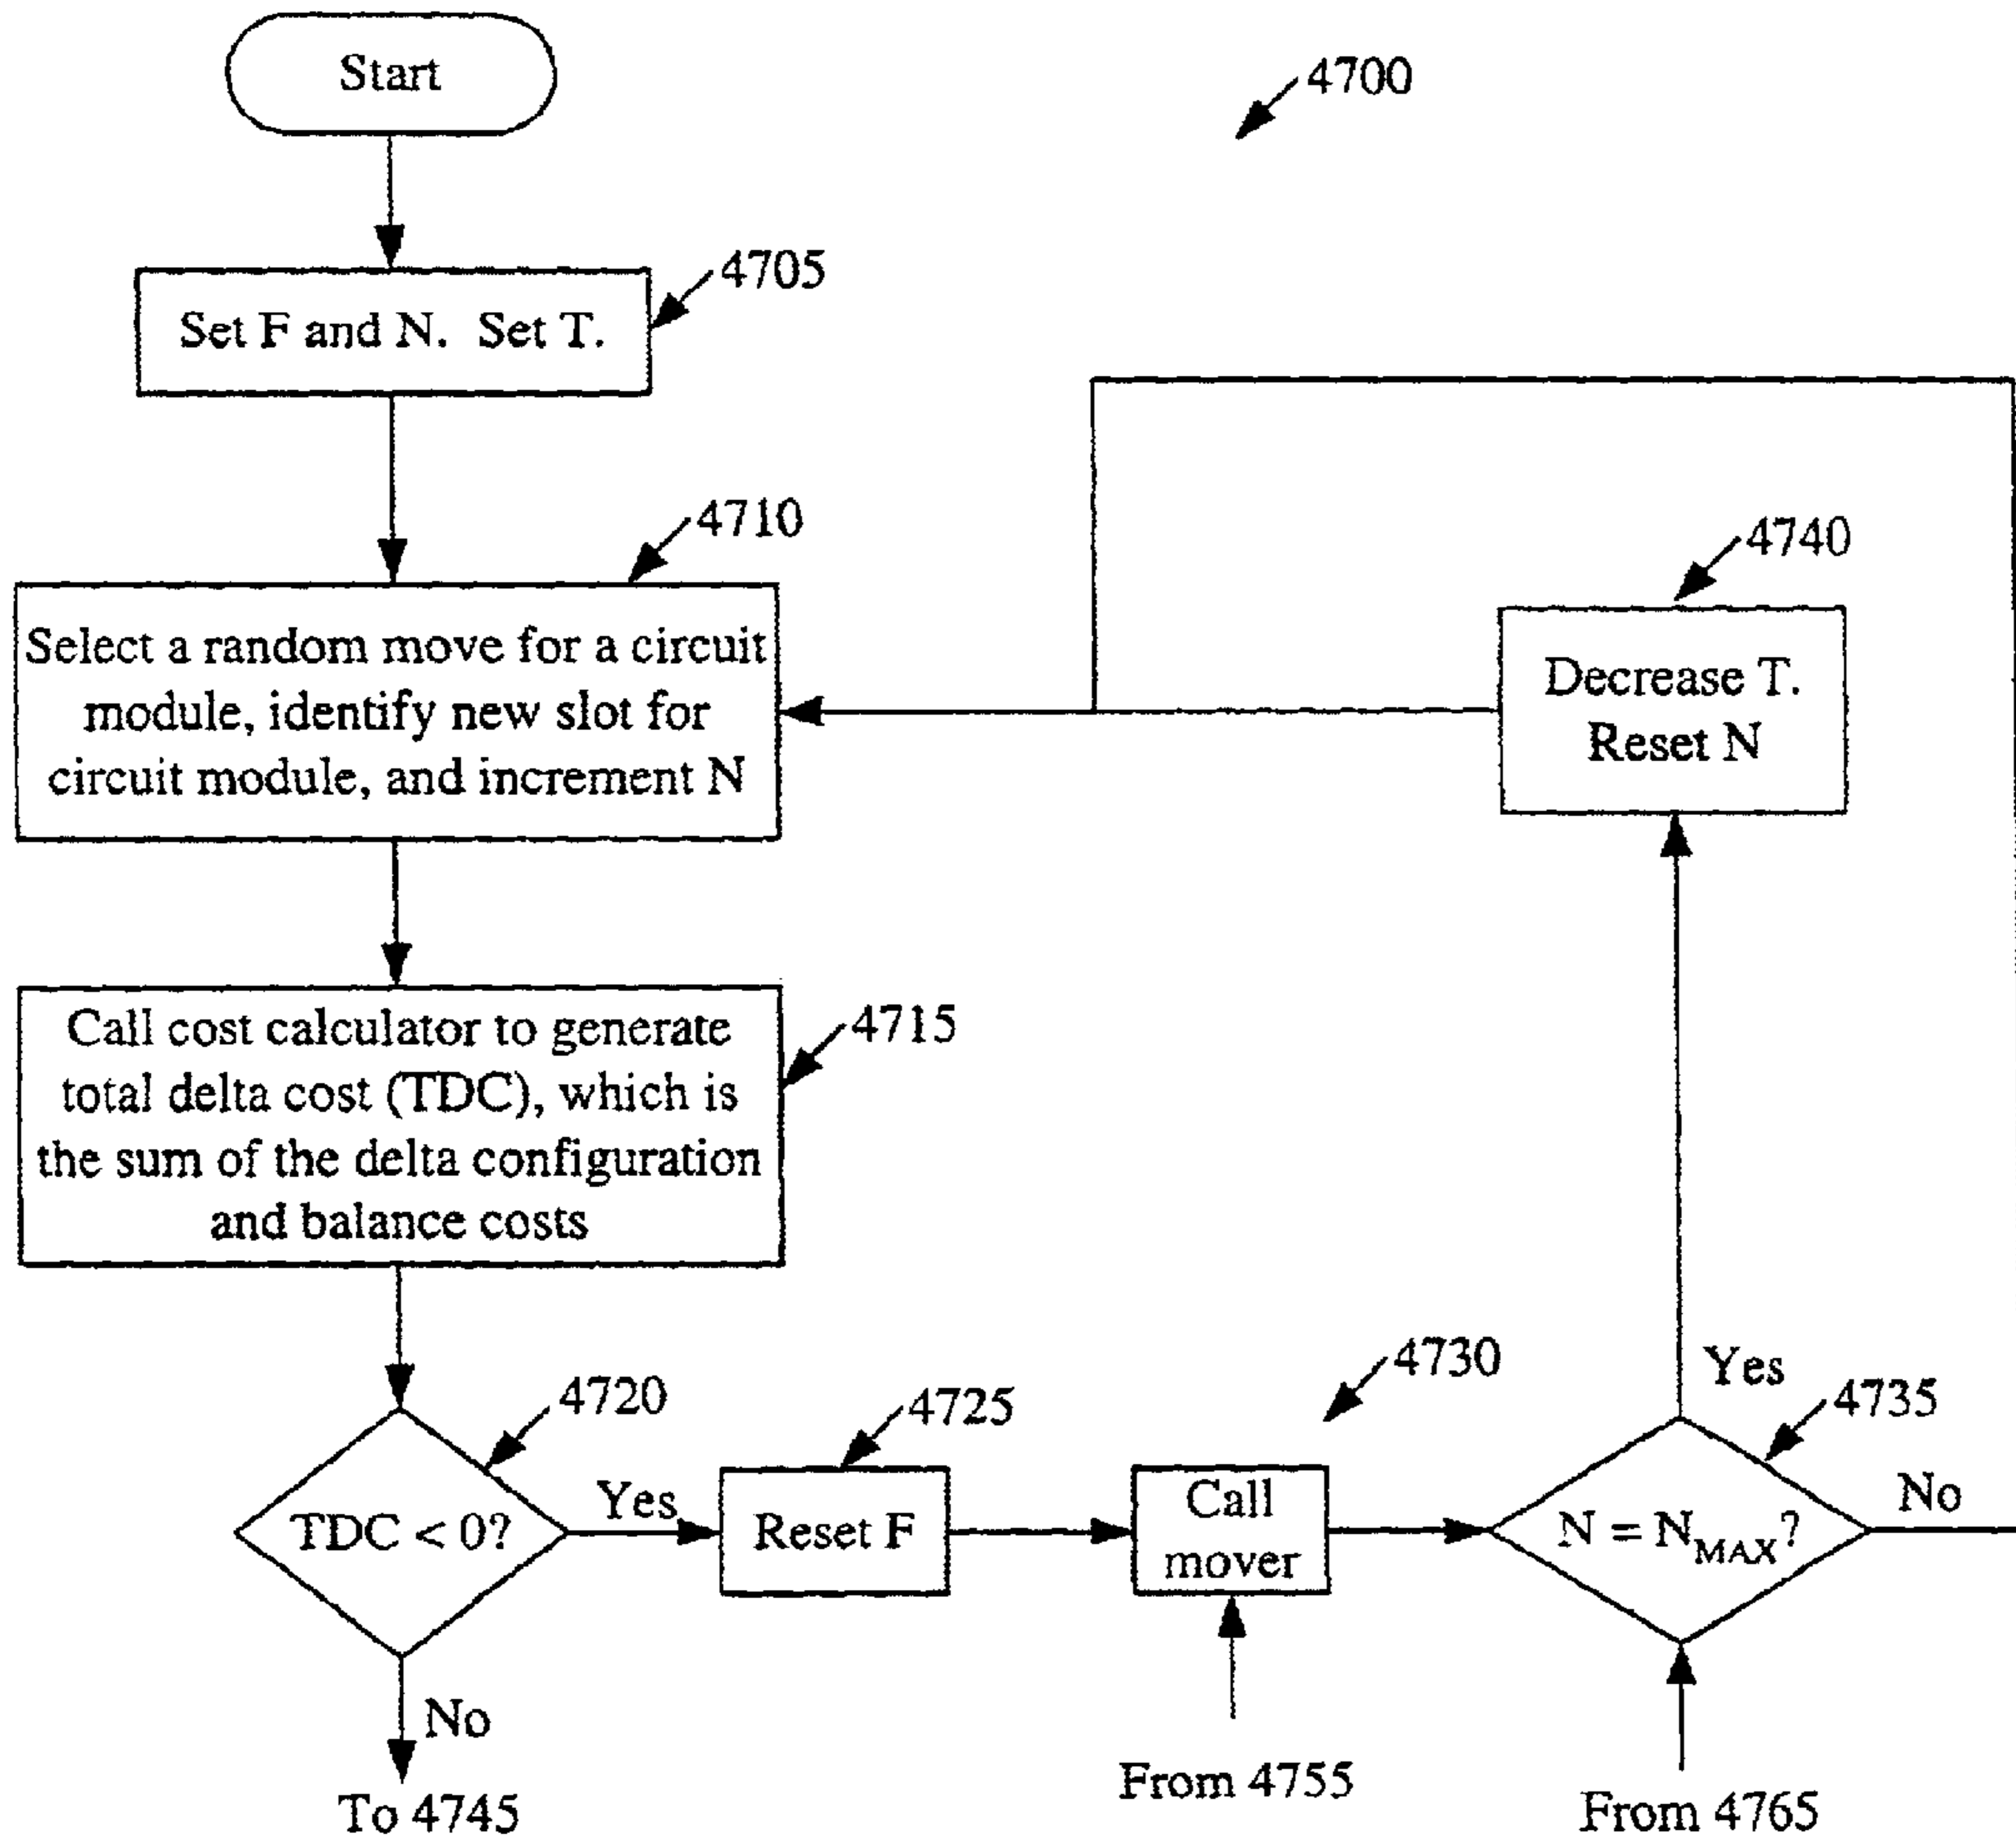 Start
4700
4705
Set F and N. Set T.
4710
4740
Select a random move for a circuit
module, identify new slot for
circuit module, and increment N
Decrease T.
Reset N
4715
Call cost calculator to generate
total delta cost (TDC), which is
the sum of the delta configuration
and balance costs
4720
4725
4730
Yes
4735
TDC < 0?
Yes
Reset F
Call
mover
N = NMAX?
No
No
To 4745
From 4755
From 4765